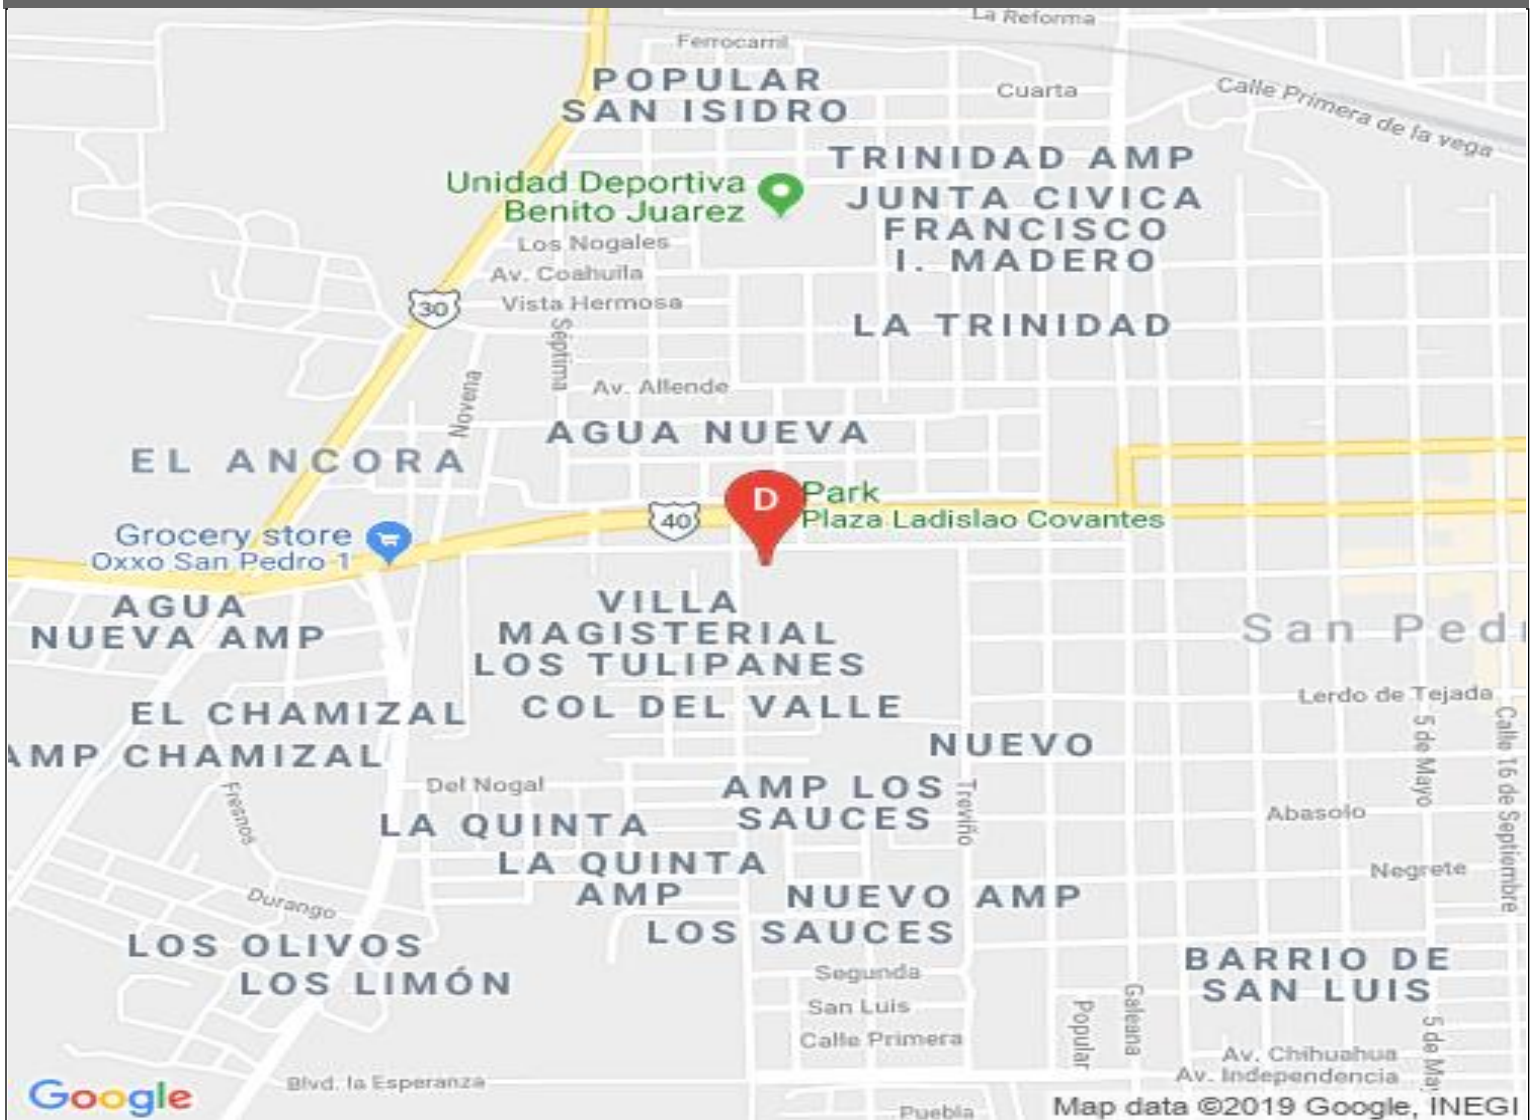 La Reforma
Ferrocarril
POPULAR
SAN ISIDRO
Cuarta
Calle Primera de la vega
TRINIDAD AMP
Unidad Deportiva
Benito Juarez
JUNTA CIVICA
FRANCISCO
I. MADERO
Los Nogales
Av. Coahuila
Vista Hermosa
30
LA TRINIDAD
Séptima
Av. Allende
Novena
AGUA NUEVA
EL ANCORA
D
Park
Plaza Ladislao Covantes
40
Grocery store
Oxxo San Pedro 1
AGUA
NUEVA AMP
VILLA
MAGISTERIAL
LOS TULIPANES
San Ped
COL DEL VALLE
EL CHAMIZAL
Lerdo de Tejada
5 de Mayo
Calle 16 de Septiembre
AMP CHAMIZAL
NUEVO
Del Nogal
AMP LOS
SAUCES
Treviño
Fresnos
Abasolo
LA QUINTA
LA QUINTA
AMP
Negrete
NUEVO AMP
Durango
LOS SAUCES
LOS OLIVOS
BARRIO DE
SAN LUIS
LOS LIMÓN
Segunda
San Luis
Calle Primera
Popular
Galeana
5 de May
Av. Chihuahua
Av. Independencia
Blvd. la Esperanza
Google
Puebla
Map data ©2019 Google, INEGI